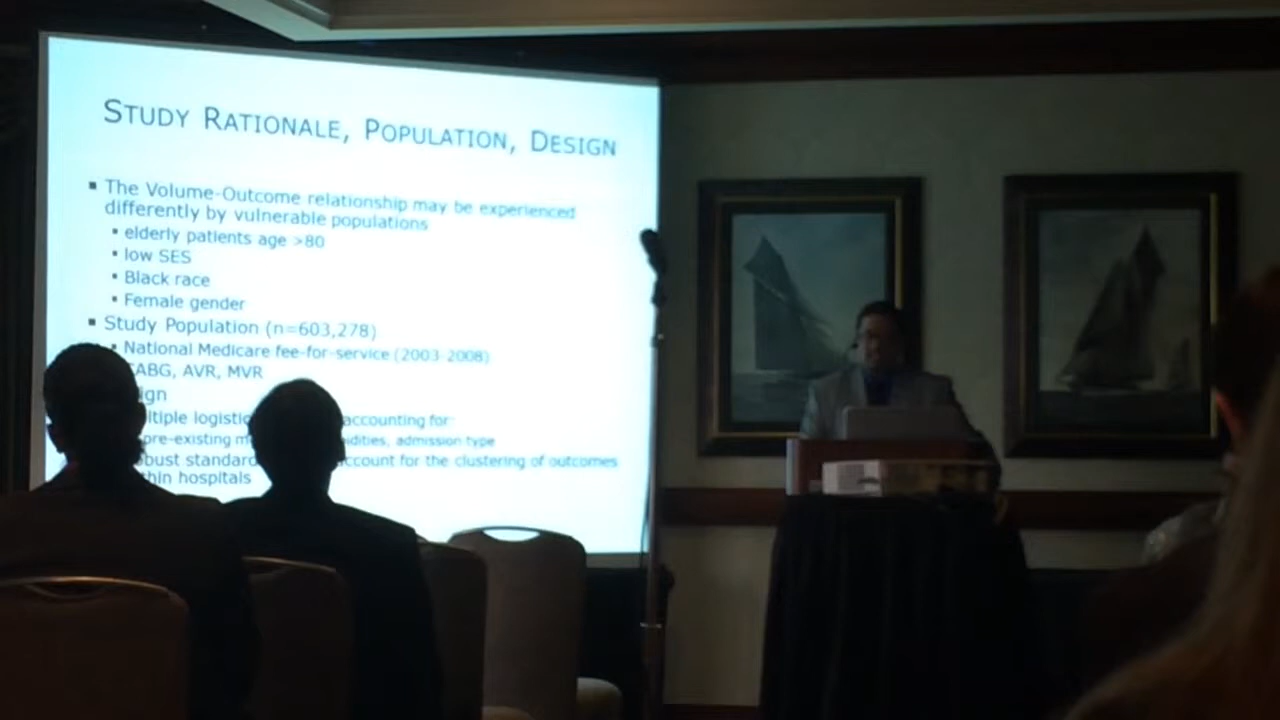 STUDY RATIONALE, POPULATION, DESIGN
▪ The Volume-Outcome relationship may be experienced
differently by vulnerable populations
▪ elderly patients age >80
▪ low SES
▪ Black race
▪ Female gender
▪ Study Population (n=603,278)
▪ National Medicare fee-for-service (2003-2008)
CABG, AVR, MVR
accounting for:
pre-existing admission type
standard account for the clustering of outcomes
hospitals